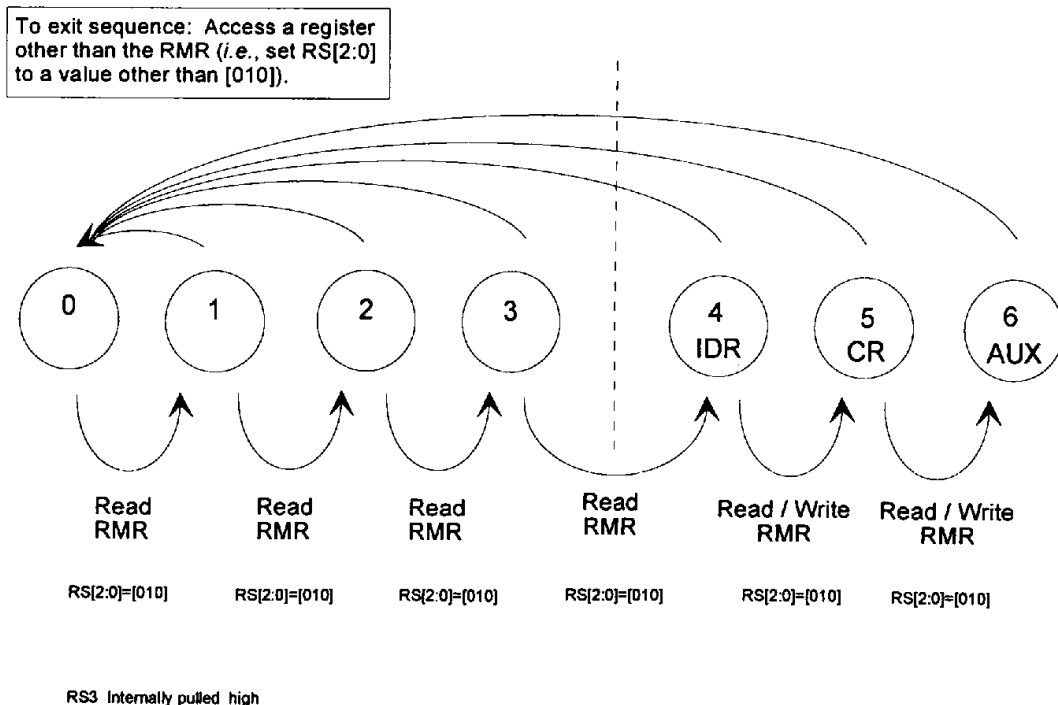 To exit sequence: Access a register
other than the RMR (i.e., set RS[2:0]
to a value other than [010]).
0
1
2
3
4
IDR
5
CR
6
AUX
Read
RMR
Read
RMR
Read
RMR
Read
RMR
Read / Write
RMR
Read / Write
RMR
RS[2:0]=[010]
RS[2:0]=[010]
RS[2:0]=[010]
RS[2:0]=[010]
RS[2:0]=[010]
RS[2:0]=[010]
RS3 Internally pulled high